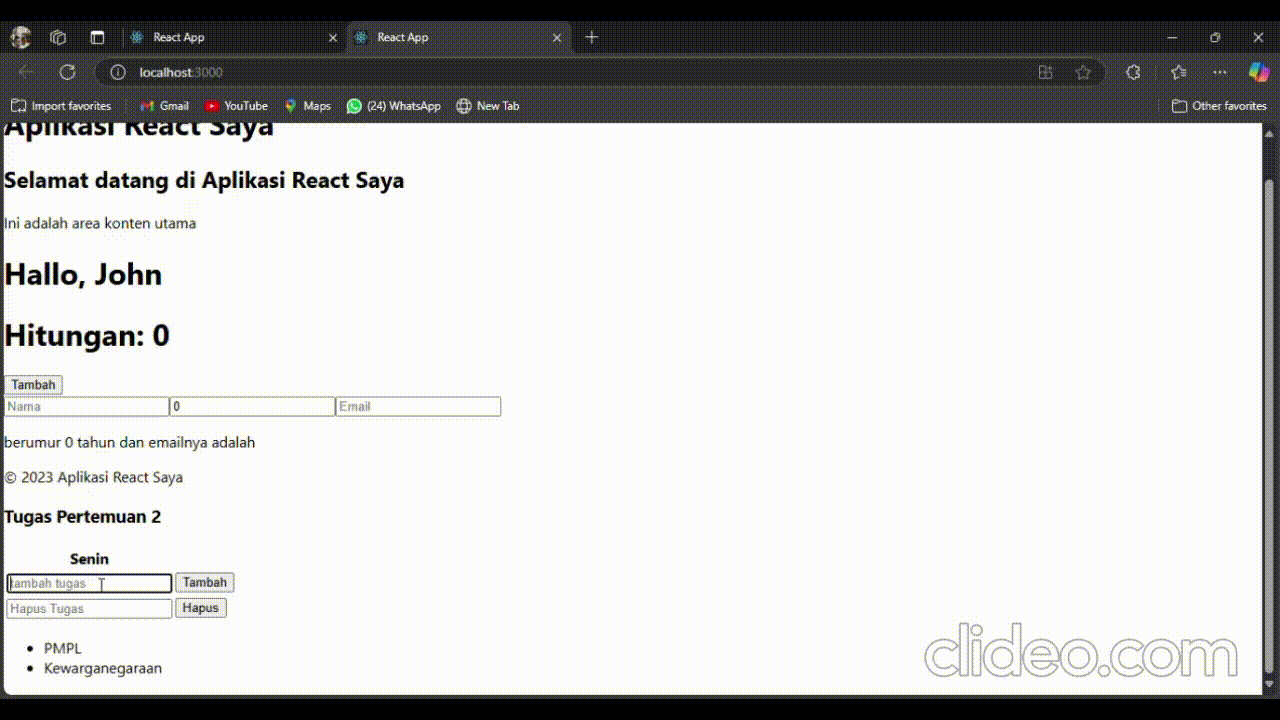 React App
React App
localhost:3000
Import favorites
Gmail
YouTube
Maps
(24) WhatsApp
New Tab
Other favorites
Aplikasi React Saya
Selamat datang di Aplikasi React Saya
Ini adalah area konten utama
Hallo, John
Hitungan: 0
Tambah
Nama 0 Email
berumur 0 tahun dan emailnya adalah
© 2023 Aplikasi React Saya
Tugas Pertemuan 2
Senin
tambah tugas Tambah
Hapus Tugas Hapus
PMPL
Kewarganegaraan
clideo.com